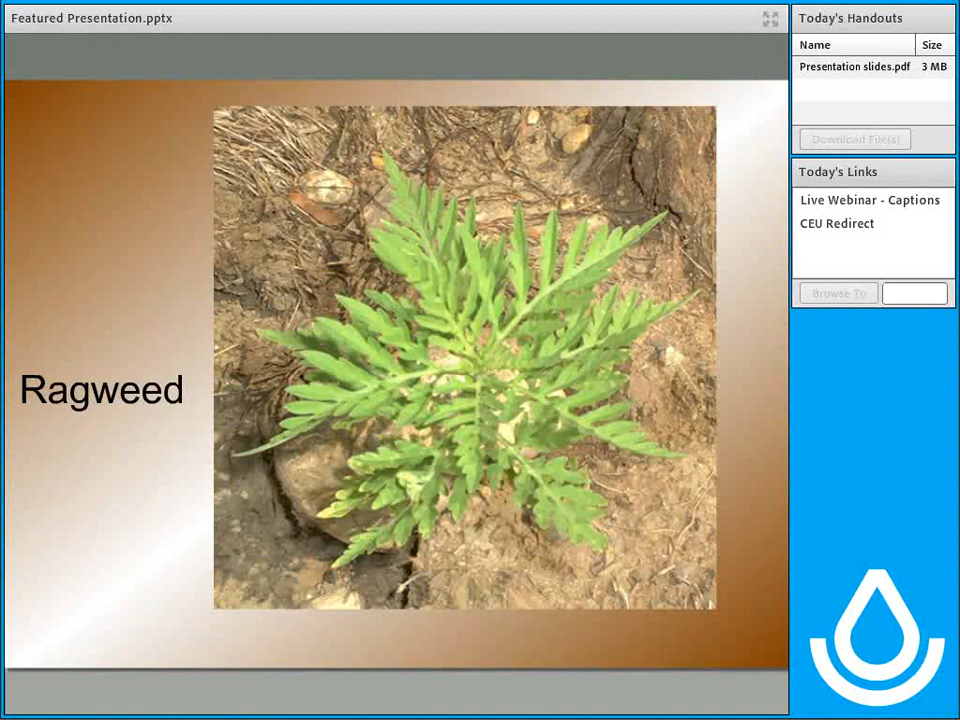 Featured Presentation.pptx
Ragweed
Today's Handouts
Name Size
Presentation slides.pdf 3 MB
Download File(s)
Today's Links
Live Webinar - Captions
CEU Redirect
Browse To